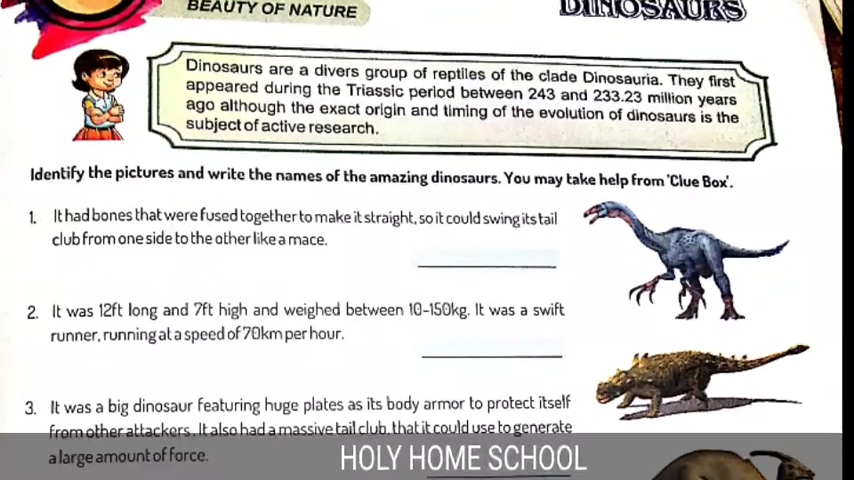 BEAUTY OF NATURE
DINOSAURS
Dinosaurs are a divers group of reptiles of the clade Dinosauria. They first
appeared during the Triassic period between 243 and 233.23 million years
ago although the exact origin and timing of the evolution of dinosaurs is the
subject of active research.
Identify the pictures and write the names of the amazing dinosaurs. You may take help from 'Clue Box'.
1. It had bones that were fused together to make it straight, so it could swing its tail
club from one side to the other like a mace.
2. It was 12ft long and 7ft high and weighed between 10-150kg. It was a swift
runner, running at a speed of 70km per hour.
3. It was a big dinosaur featuring huge plates as its body armor to protect itself
from other attackers. It also had a massive tail club, that it could use to generate
a large amount of force.
HOLY HOME SCHOOL